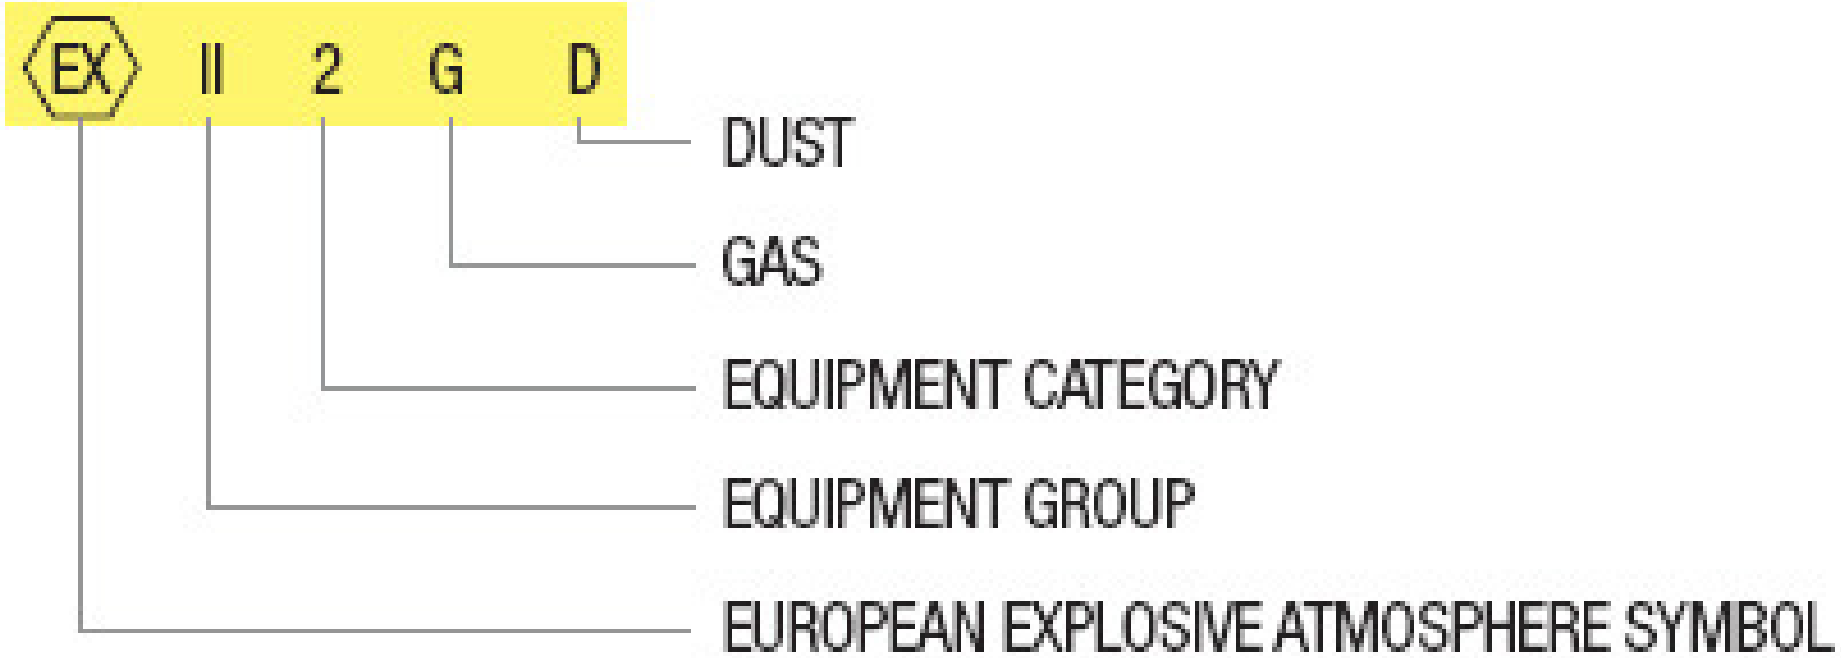 EX II 2 G D
DUST
GAS
EQUIPMENT CATEGORY
EQUIPMENT GROUP
EUROPEAN EXPLOSIVE ATMOSPHERE SYMBOL